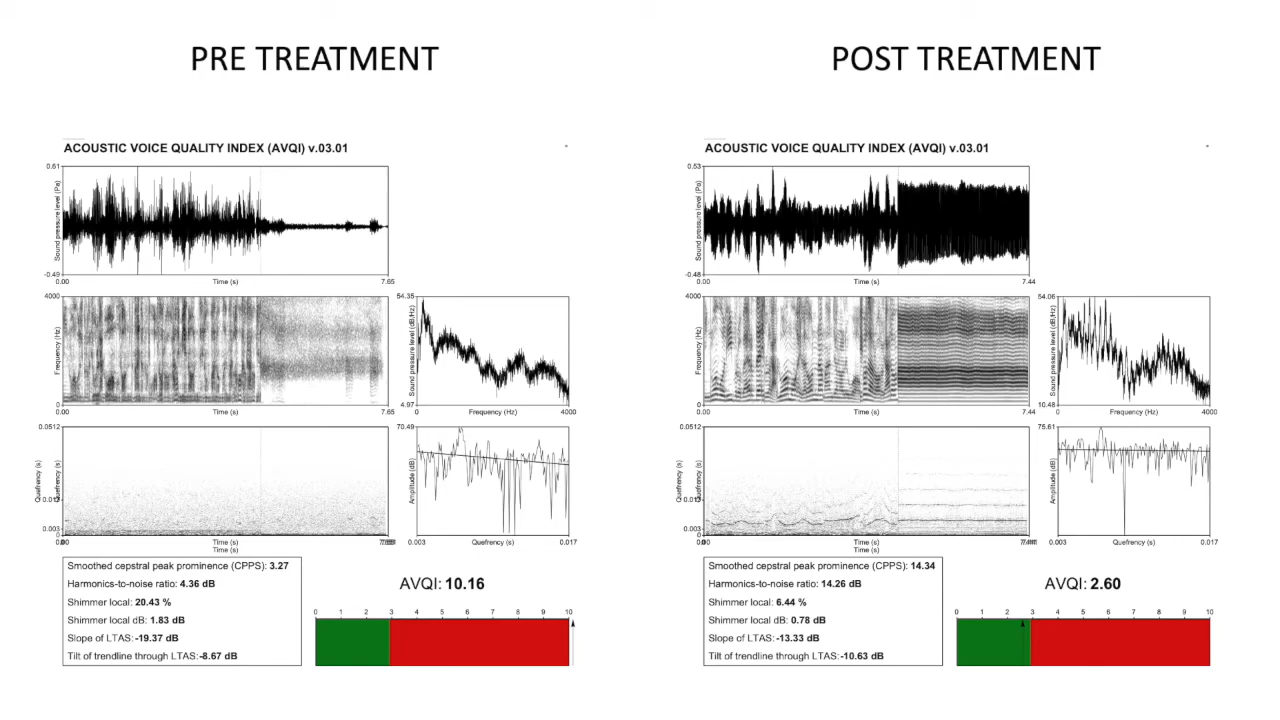 PRE TREATMENT
ACOUSTIC VOICE QUALITY INDEX (AVQI) v.03.01
0.61
Sound pressure level (Pa)
-0.49
0.00
Time (s)
7.65
4000
Frequency (Hz)
0
0.00
Time (s)
7.65
54.35
Sound pressure level (dB/Hz)
4.97
0
Frequency (Hz)
4000
0.0512
Quefrency (s)
Quefrency (s)
0.003
Time (s)
Time (s)
70.49
Amplitude (dB)
0.003
Quefrency (s)
0.017
Smoothed cepstral peak prominence (CPPS): 3.27
Harmonics-to-noise ratio: 4.36 dB
Shimmer local: 20.43 %
Shimmer local dB: 1.83 dB
Slope of LTAS:-19.37 dB
Tilt of trendline through LTAS:-8.67 dB
AVQI: 10.16
0 1 2 3 4 5 6 7 8 9 10
POST TREATMENT
ACOUSTIC VOICE QUALITY INDEX (AVQI) v.03.01
0.53
Sound pressure level (Pa)
-0.48
0.00
Time (s)
7.44
4000
Frequency (Hz)
0
0.00
Time (s)
7.44
54.06
Sound pressure level (dB/Hz)
10.48
0
Frequency (Hz)
4000
0.0512
Quefrency (s)
Quefrency (s)
0.003
Time (s)
Time (s)
75.61
Amplitude (dB)
0.003
Quefrency (s)
0.017
Smoothed cepstral peak prominence (CPPS): 14.34
Harmonics-to-noise ratio: 14.26 dB
Shimmer local: 6.44 %
Shimmer local dB: 0.78 dB
Slope of LTAS:-13.33 dB
Tilt of trendline through LTAS:-10.63 dB
AVQI: 2.60
0 1 2 3 4 5 6 7 8 9 10